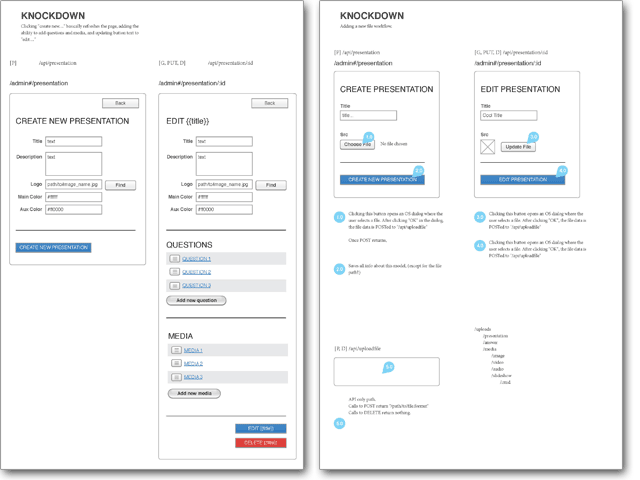 KNOCKDOWN
Clicking "create new..." basically refreshes the page, adding the
ability to add questions and media, and updating button text to
"edit..."
[P] /api/presentation
[G, PUT, D] /api/presentation/:id
/admin#/presentation
/admin#/presentation/:id
Back
CREATE NEW PRESENTATION
Title text
Description text
Logo path/to/image_name.jpg Find
Main Color #ffffff
Aux Color #ff0000
CREATE NEW PRESENTATION
Back
EDIT {{title}}
Title text
Description text
Logo path/to/image_name.jpg Find
Main Color #ffffff
Aux Color #ff0000
QUESTIONS
QUESTION 1
QUESTION 2
QUESTION 3
Add new question
MEDIA
MEDIA 1
MEDIA 2
MEDIA 3
Add new media
EDIT {{title}}
DELETE {{title}}
KNOCKDOWN
Adding a new file workflow.
[P] /api/presentation
/admin#/presentation
CREATE PRESENTATION
Title
title...
Src
1.0
Choose File No file chosen
2.0
CREATE NEW PRESENTATION
1.0 Clicking this button opens an OS dialog where the
user selects a file. After clicking "OK" in the dialog,
the file data is POSTed to "/api/uploadfile"
Once POST returns,
2.0 Saves all info about this model, (except for the file
path?)
[G, PUT, D] /api/presentation/:id
/admin#/presentation/:id
EDIT PRESENTATION
Title
Cool Title
Src
3.0
Update File
4.0
EDIT PRESENTATION
3.0 Clicking this button opens an OS dialog where the
user selects a file. After clicking "OK", the file data is
POSTed to "/api/uploadfile"
4.0 Clicking this button opens an OS dialog where the
user selects a file. After clicking "OK", the file data is
POSTed to "/api/uploadfile"
[P, D] /api/uploadfile
5.0
API only path.
Calls to POST return "/path/to/file.format"
Calls to DELETE return nothing.
/uploads
/presentation
/answer
/media
/image
/video
/audio
/slideshow